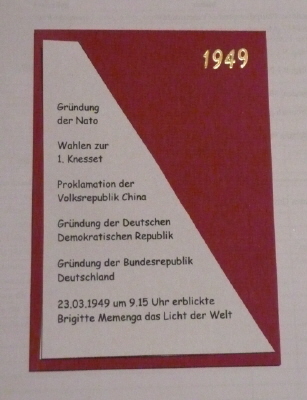 1949
Gründung
der Nato
Wahlen zur
1. Knesset
Proklamation der
Volksrepublik China
Gründung der Deutschen
Demokratischen Republik
Gründung der Bundesrepublik
Deutschland
23.03.1949 um 9.15 Uhr erblickte
Brigitte Memenga das Licht der Welt